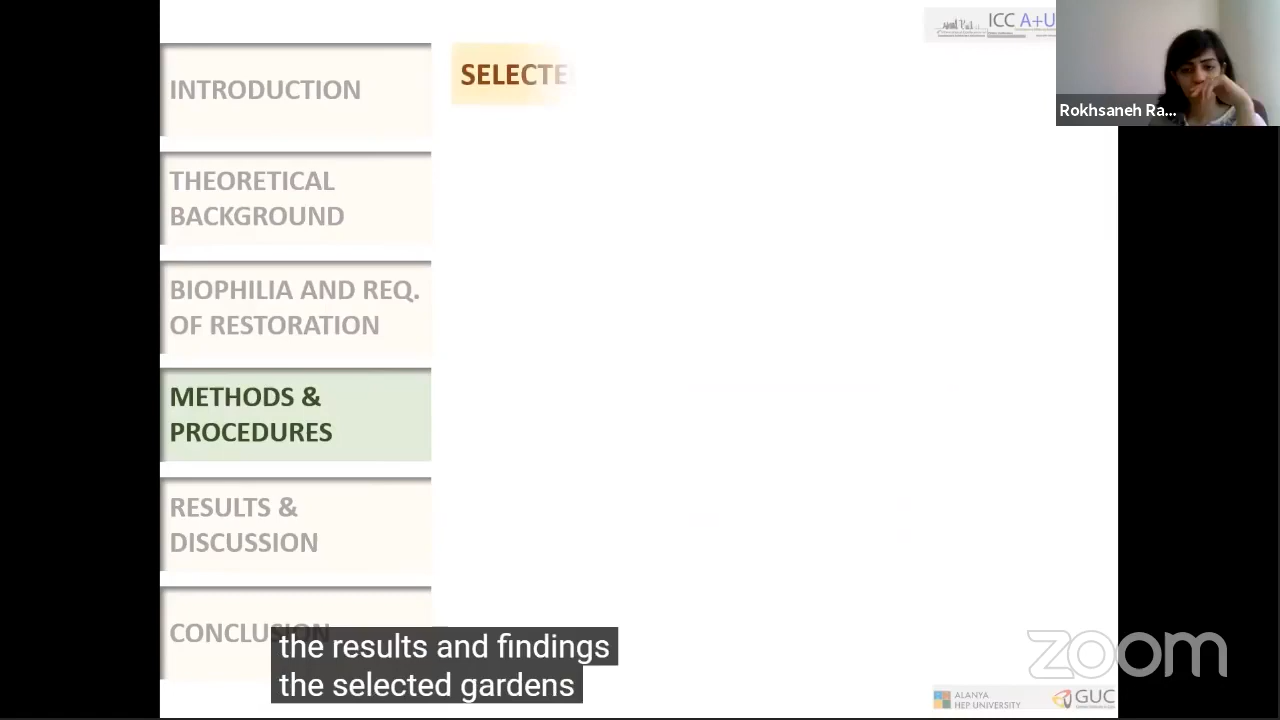 ICC A+U
Rokhsaneh Ra...
INTRODUCTION
SELECTE
THEORETICAL
BACKGROUND
BIOPHILIA AND REQ.
OF RESTORATION
METHODS &
PROCEDURES
RESULTS &
DISCUSSION
CONCLUSION
the results and findings
the selected gardens
zoom
ALANYA
HEP UNIVERSITY
GUC